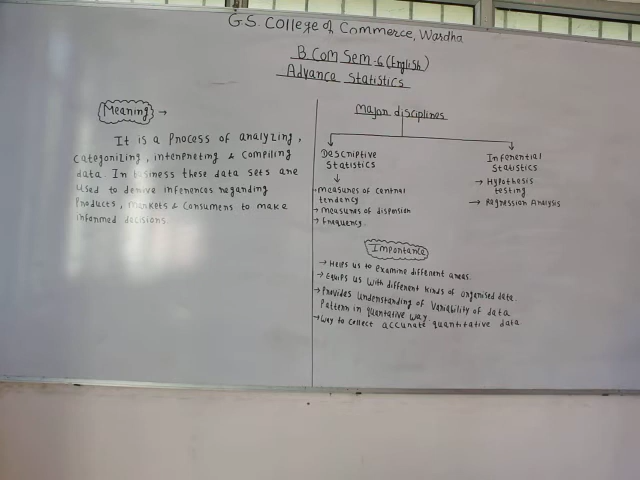 G.S. College of Commerce, Wardha
B Com Sem-6 (English)
Advance Statistics
Meaning →
It is a Process of analyzing,
categorizing, interpreting & compiling
data. In business these data sets are
used to derive inferences regarding
Products, markets & consumers to make
informed decisions.
Major disciplines
Descriptive
Statistics
- measures of central
tendency
→ measures of dispersion
→ frequency.
Inferential
Statistics
→ Hypothesis
testing
→ Regression Analysis
Importance
→ Helps us to examine different areas.
→ Equips us with different kinds of organised data.
→ Provides understanding of variability of data
Pattern in quantative way.
→ Way to collect accurate quantitative data.